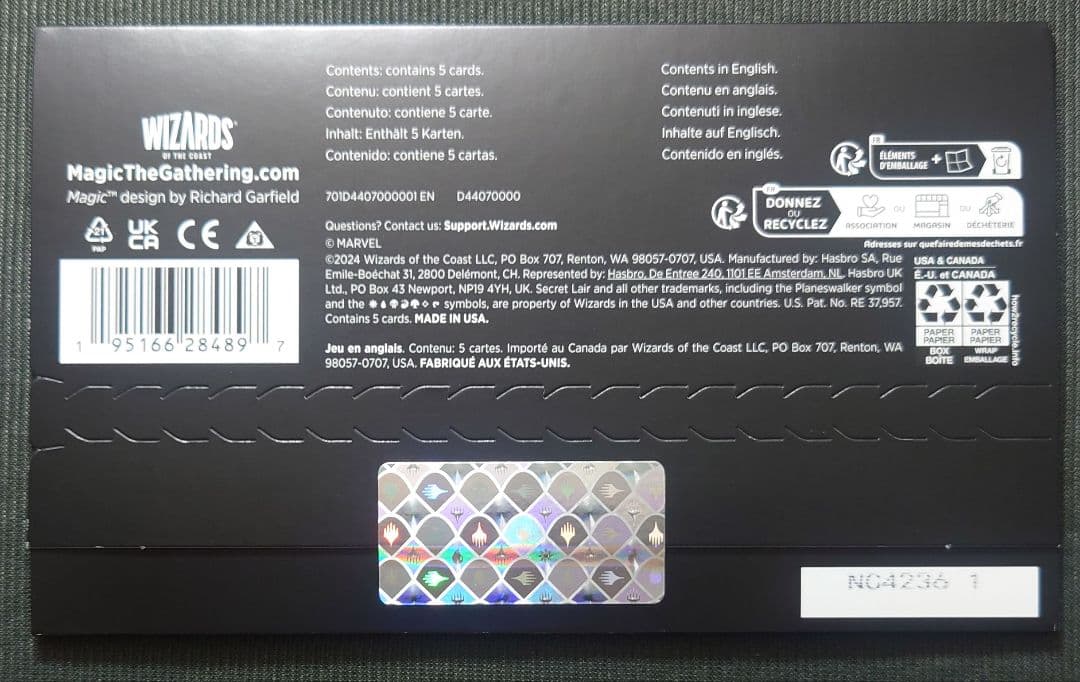 WIZARDS
OF THE COAST
MagicTheGathering.com
Magic™ design by Richard Garfield
21
PAP
UK
CA
CE
1 95166 28489 7
Contents: contains 5 cards.
Contenu: contient 5 cartes.
Contenuto: contiene 5 carte.
Inhalt: Enthält 5 Karten.
Contenido: contiene 5 cartas.
701D4407000001 EN D44070000
Questions? Contact us: Support.Wizards.com
© MARVEL
©2024 Wizards of the Coast LLC, PO Box 707, Renton, WA 98057-0707, USA. Manufactured by: Hasbro SA, Rue
Emile-Boéchat 31, 2800 Delémont, CH. Represented by: Hasbro, De Entree 240, 1101 EE Amsterdam, NL. Hasbro UK
Ltd., PO Box 43 Newport, NP19 4YH, UK. Secret Lair and all other trademarks, including the Planeswalker symbol
and the symbols, are property of Wizards in the USA and other countries. U.S. Pat. No. RE 37,957.
Contains 5 cards. MADE IN USA.
Jeu en anglais. Contenu: 5 cartes. Importé au Canada par Wizards of the Coast LLC, PO Box 707, Renton, WA
98057-0707, USA. FABRIQUÉ AUX ÉTATS-UNIS.
Contents in English.
Contenu en anglais.
Contenuti in inglese.
Inhalte auf Englisch.
Contenido en inglés.
FR
ÉLÉMENTS
D'EMBALLAGE +
FR
DONNEZ
OU
RECYCLEZ
ASSOCIATION OU MAGASIN OU DÉCHÈTERIE
Adresses sur quefairedemesdechets.fr
USA & CANADA
É.-U. et CANADA
PAPER
PAPIER
BOX
BOÎTE
PAPER
PAPIER
WRAP
EMBALLAGE
how2recycle.info
NC4236 1